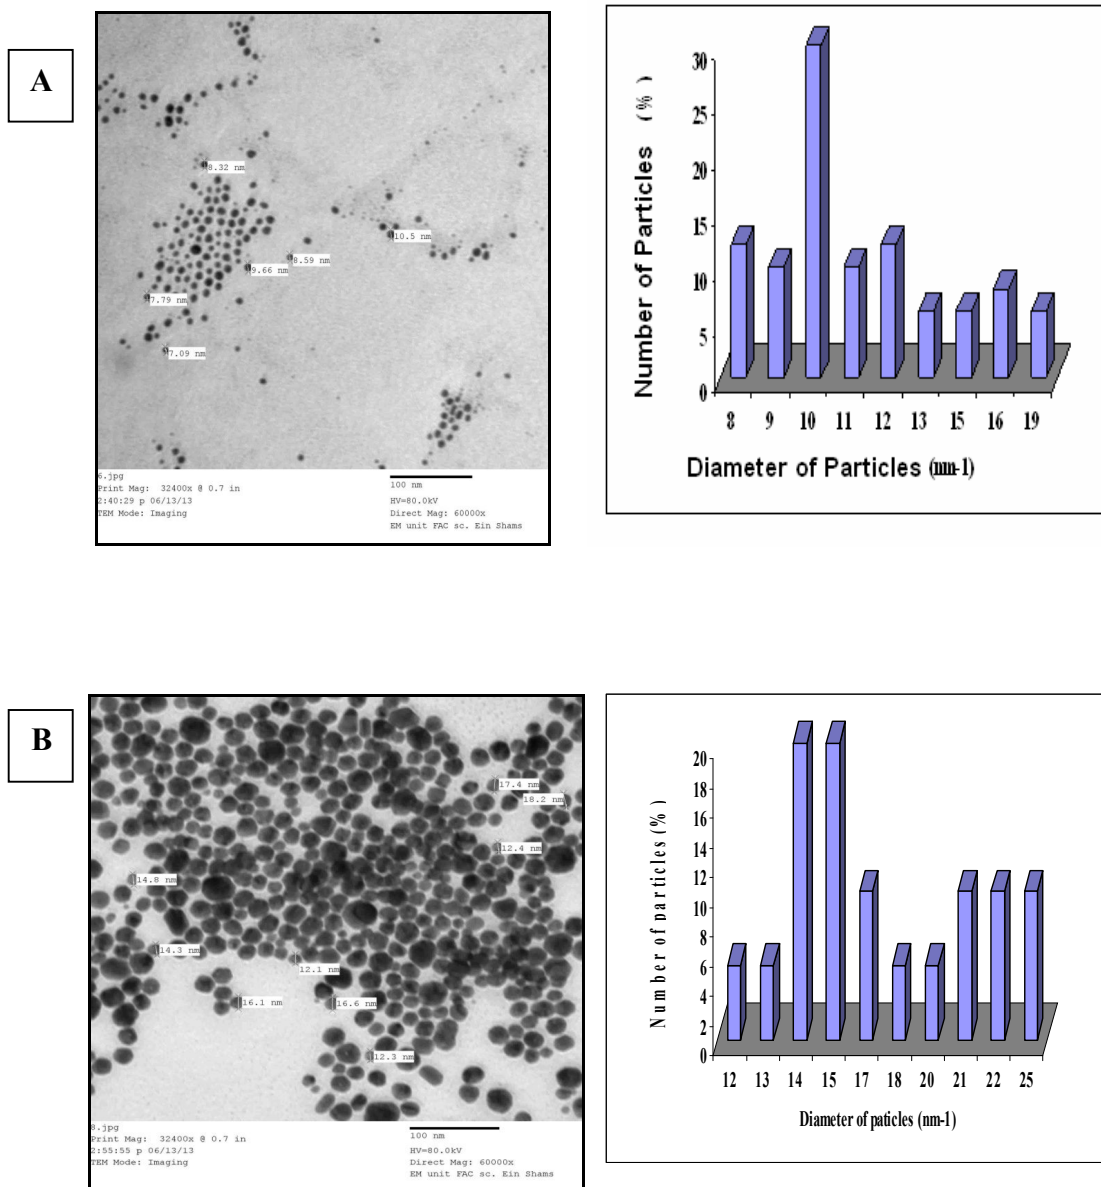 A
8.32 nm
10.5 nm
8.59 nm
9.66 nm
7.79 nm
7.09 nm
6.jpg
Print Mag: 32400x @ 0.7 in
2:40:29 p 06/13/13
TEM Mode: Imaging
100 nm
HV=80.0kV
Direct Mag: 60000x
EM unit FAC sc. Ein Shams
Number of Particles (%)
30
25
20
15
10
5
0
8 9 10 11 12 13 15 16 19
Diameter of Particles (nm-1)
B
17.4 nm
18.2 nm
12.4 nm
14.8 nm
14.3 nm
12.1 nm
16.1 nm
16.6 nm
12.3 nm
8.jpg
Print Mag: 32400x @ 0.7 in
2:55:55 p 06/13/13
TEM Mode: Imaging
100 nm
HV=80.0kV
Direct Mag: 60000x
EM unit FAC sc. Ein Shams
Number of particles (%)
20
18
16
14
12
10
8
6
4
2
0
12 13 14 15 17 18 20 21 22 25
Diameter of paticles (nm-1)